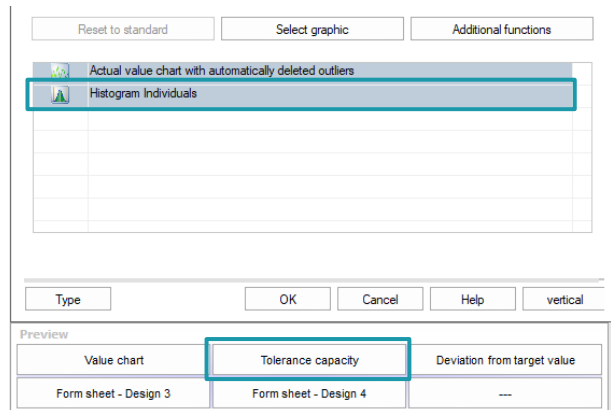 Reset to standard
Select graphic
Additional functions
Actual value chart with automatically deleted outliers
Histogram Individuals
Type
OK
Cancel
Help
vertical
Preview
Value chart
Tolerance capacity
Deviation from target value
Form sheet - Design 3
Form sheet - Design 4
---